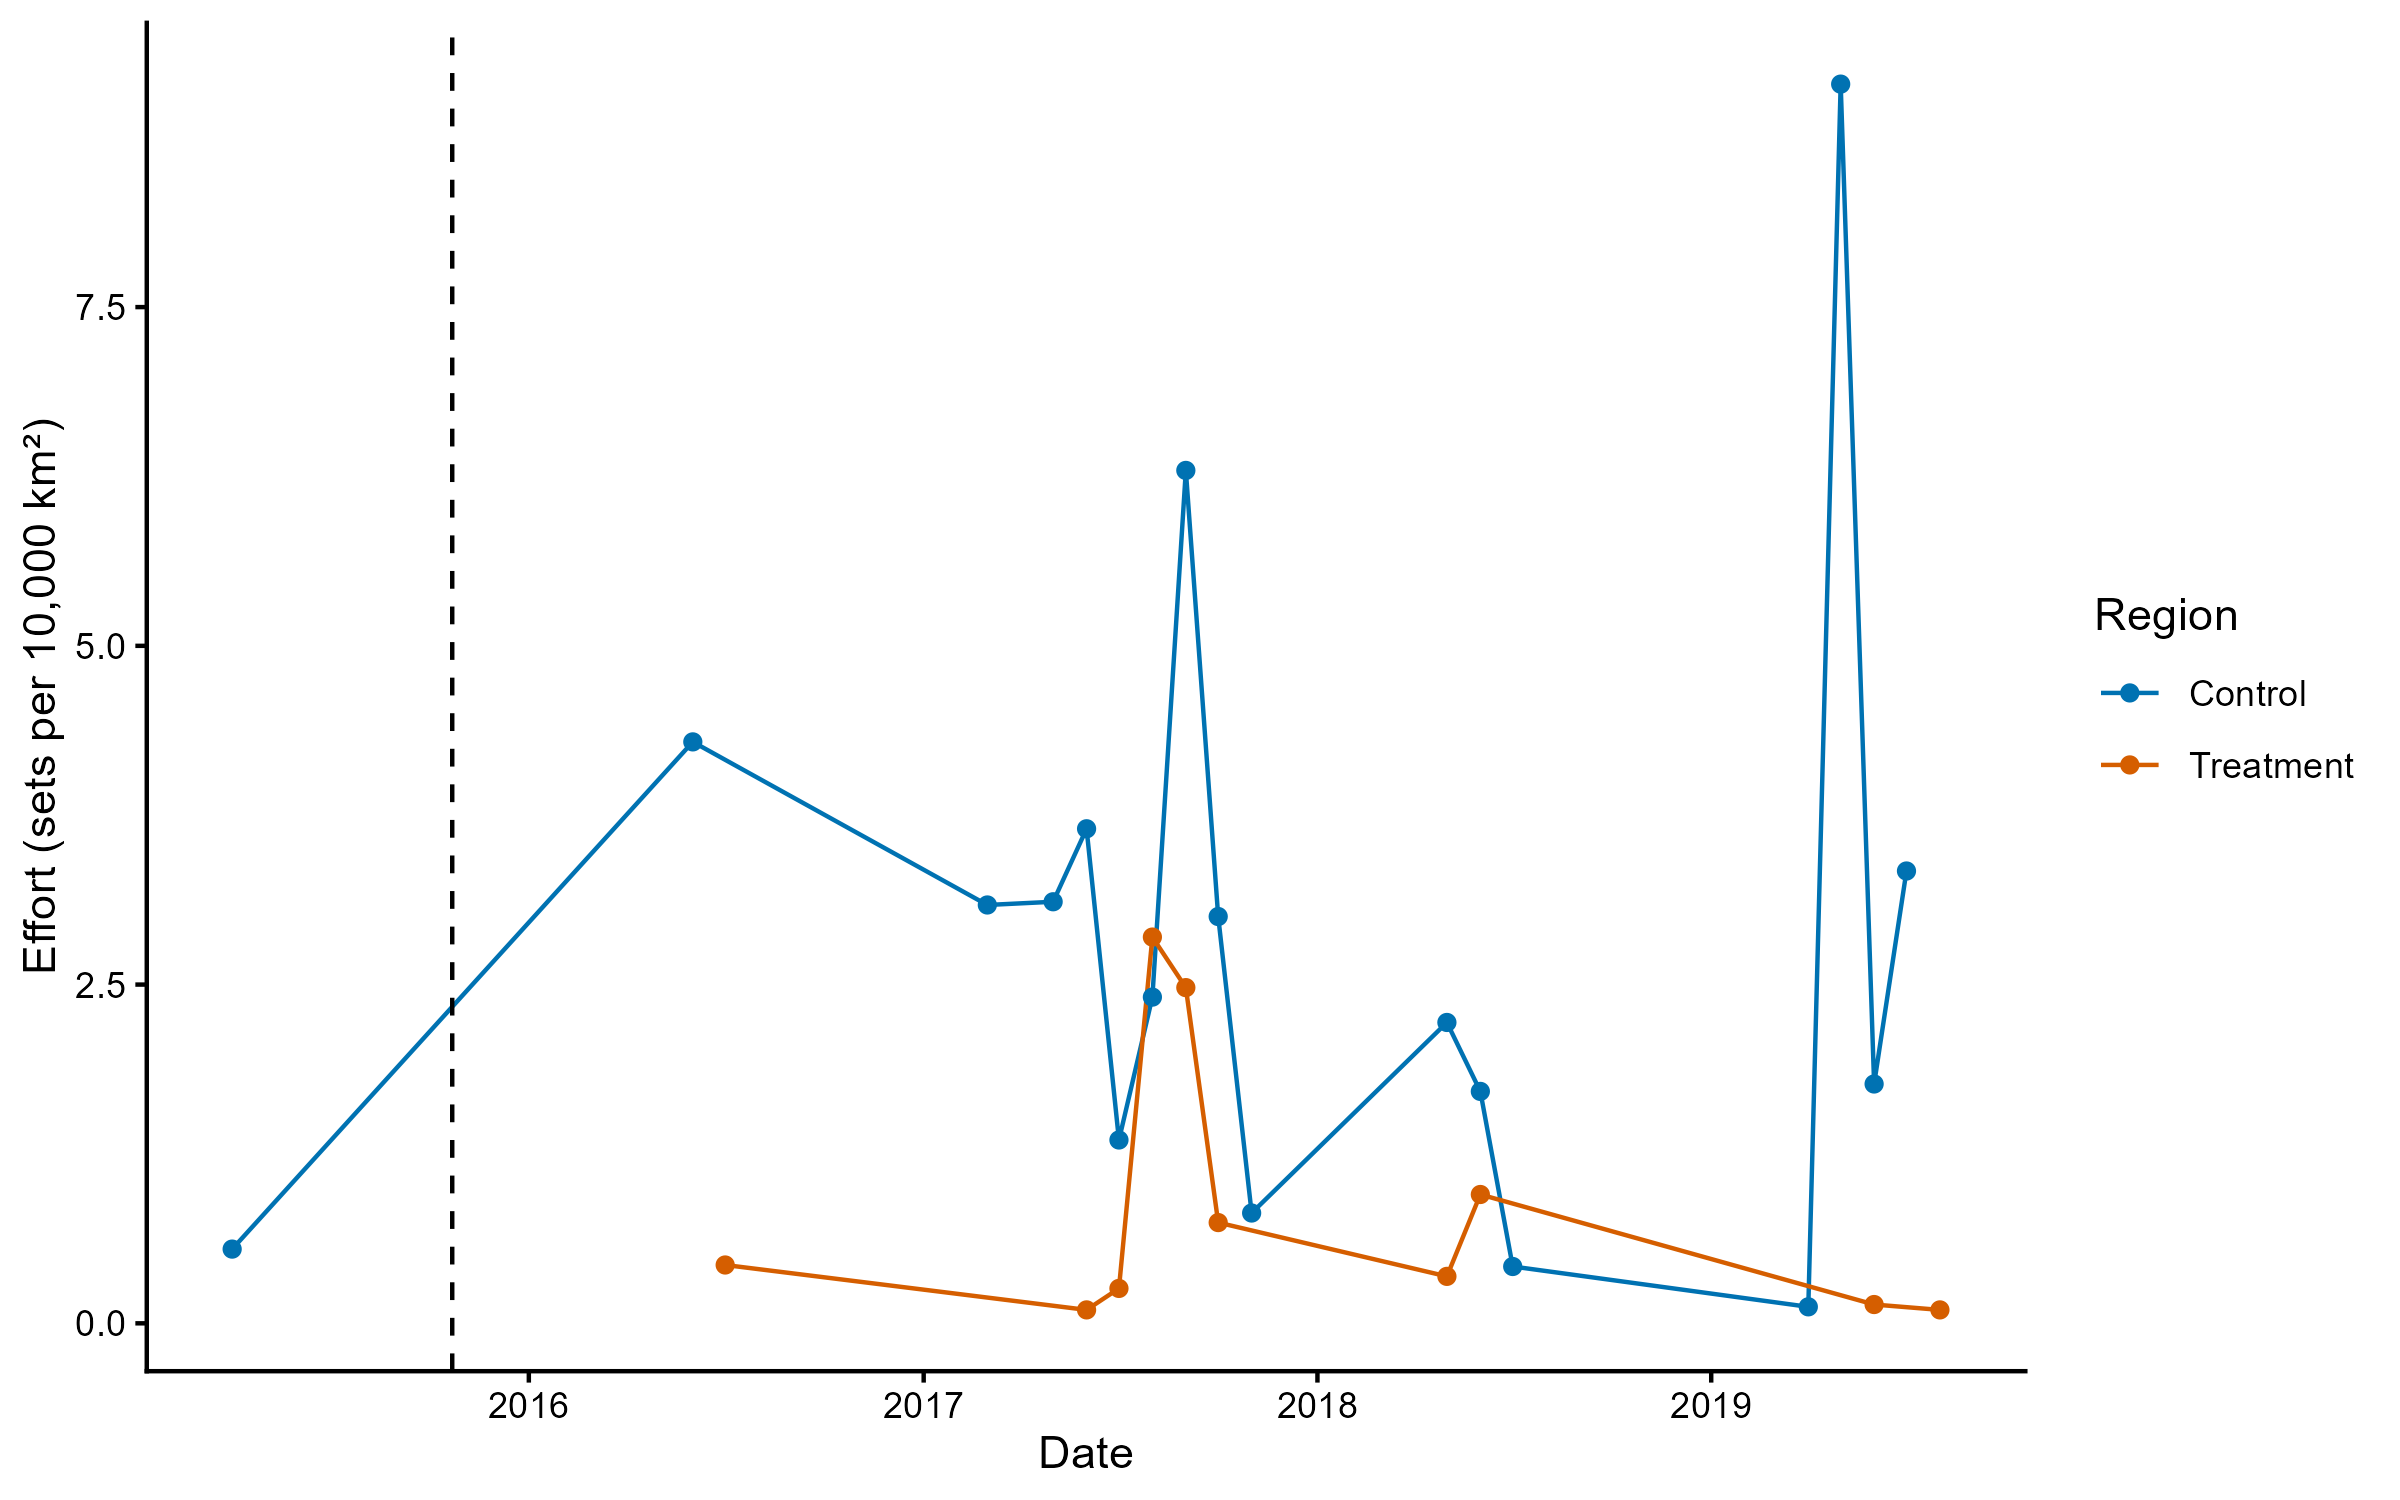 Effort (sets per 10,000 km²)
7.5
5.0
2.5
0.0
2016
2017
2018
2019
Date
Region
Control
Treatment